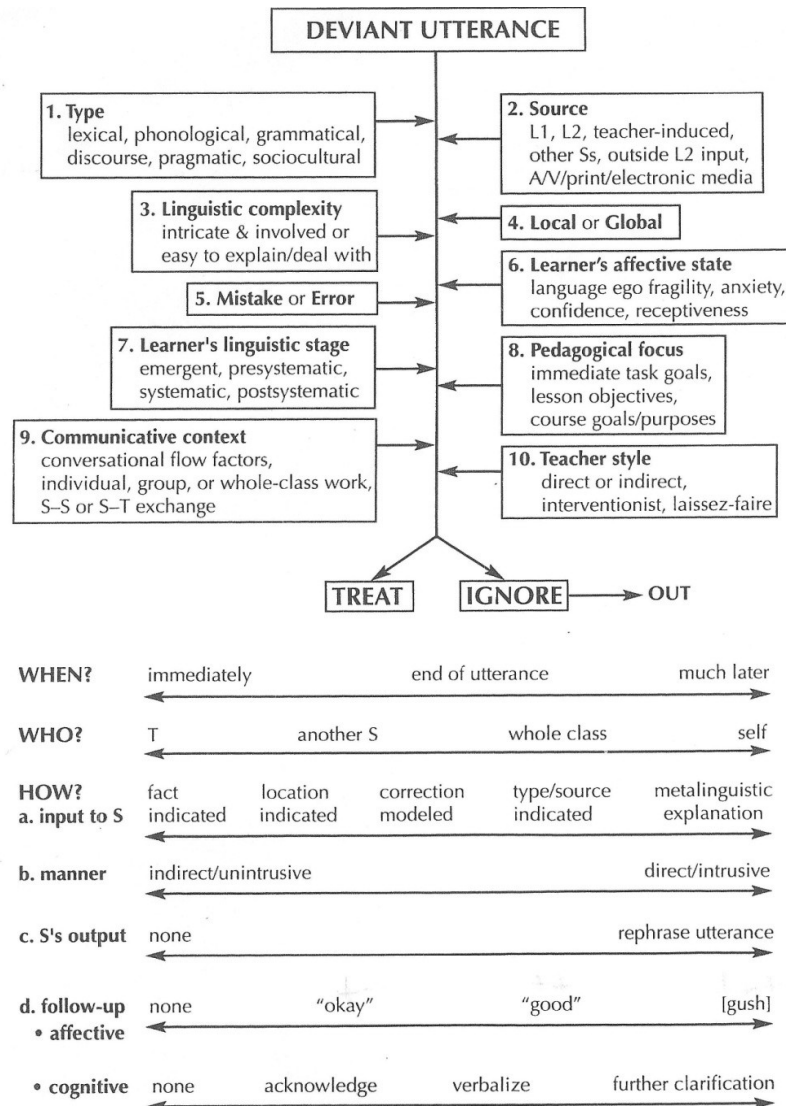 DEVIANT UTTERANCE
1. Type
lexical, phonological, grammatical,
discourse, pragmatic, sociocultural
2. Source
L1, L2, teacher-induced,
other Ss, outside L2 input,
A/V/print/electronic media
3. Linguistic complexity
intricate & involved or
easy to explain/deal with
4. Local or Global
5. Mistake or Error
6. Learner's affective state
language ego fragility, anxiety,
confidence, receptiveness
7. Learner's linguistic stage
emergent, presystematic,
systematic, postsystematic
8. Pedagogical focus
immediate task goals,
lesson objectives,
course goals/purposes
9. Communicative context
conversational flow factors,
individual, group, or whole-class work,
S–S or S–T exchange
10. Teacher style
direct or indirect,
interventionist, laissez-faire
TREAT IGNORE OUT
WHEN? immediately end of utterance much later
WHO? T another S whole class self
HOW? fact location correction type/source metalinguistic
a. input to S indicated indicated modeled indicated explanation
b. manner indirect/unintrusive direct/intrusive
c. S's output none rephrase utterance
d. follow-up none “okay” “good” [gush]
• affective
• cognitive none acknowledge verbalize further clarification